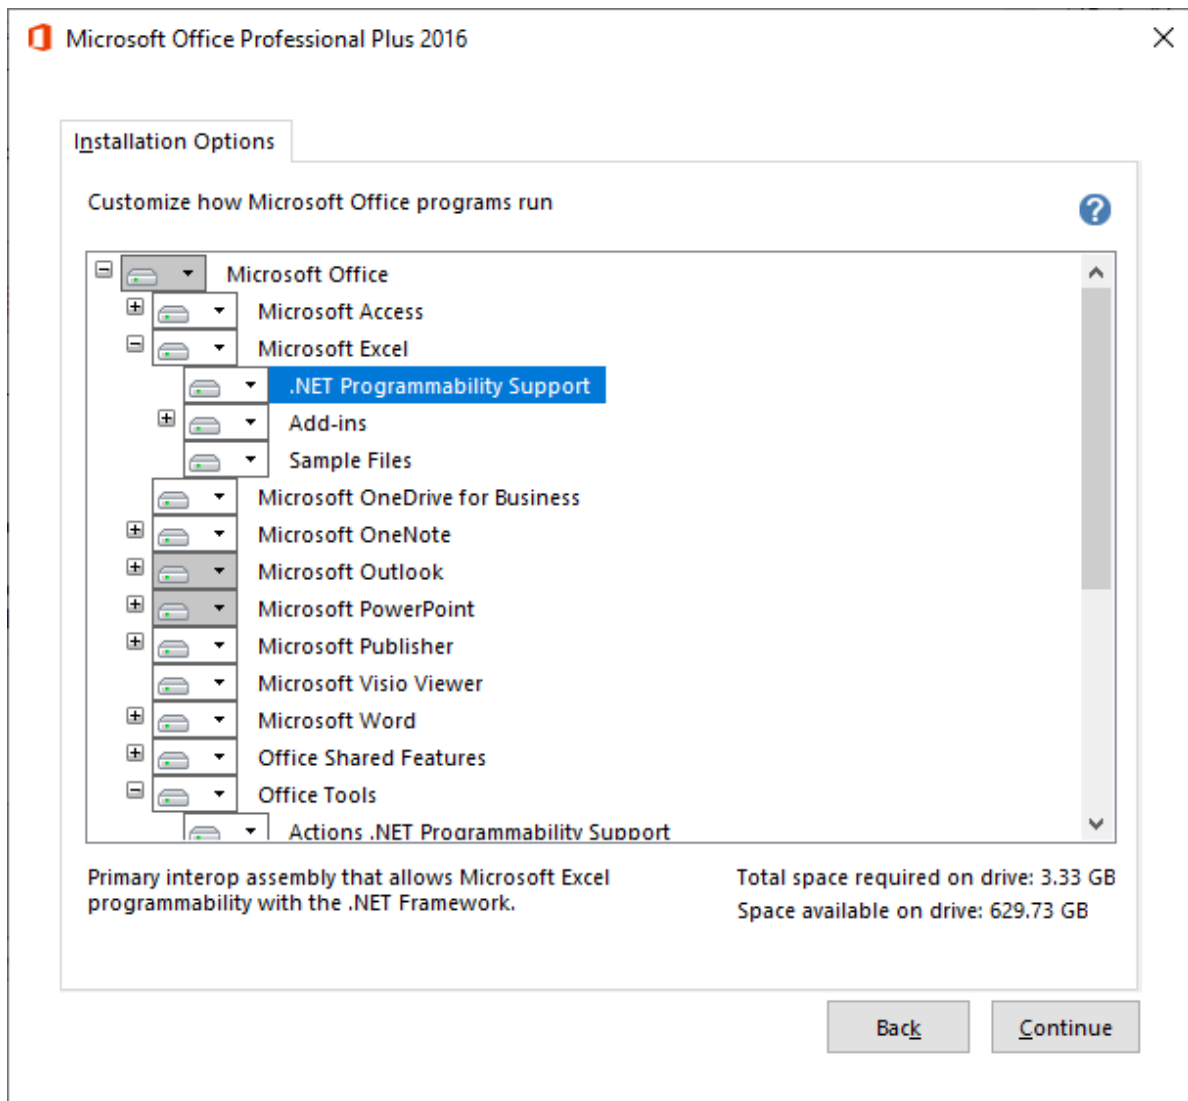 Microsoft Office Professional Plus 2016
Installation Options
Customize how Microsoft Office programs run
?
Microsoft Office
Microsoft Access
Microsoft Excel
.NET Programmability Support
Add-ins
Sample Files
Microsoft OneDrive for Business
Microsoft OneNote
Microsoft Outlook
Microsoft PowerPoint
Microsoft Publisher
Microsoft Visio Viewer
Microsoft Word
Office Shared Features
Office Tools
Actions .NET Programmability Support
Primary interop assembly that allows Microsoft Excel
programmability with the .NET Framework.
Total space required on drive: 3.33 GB
Space available on drive: 629.73 GB
Back
Continue